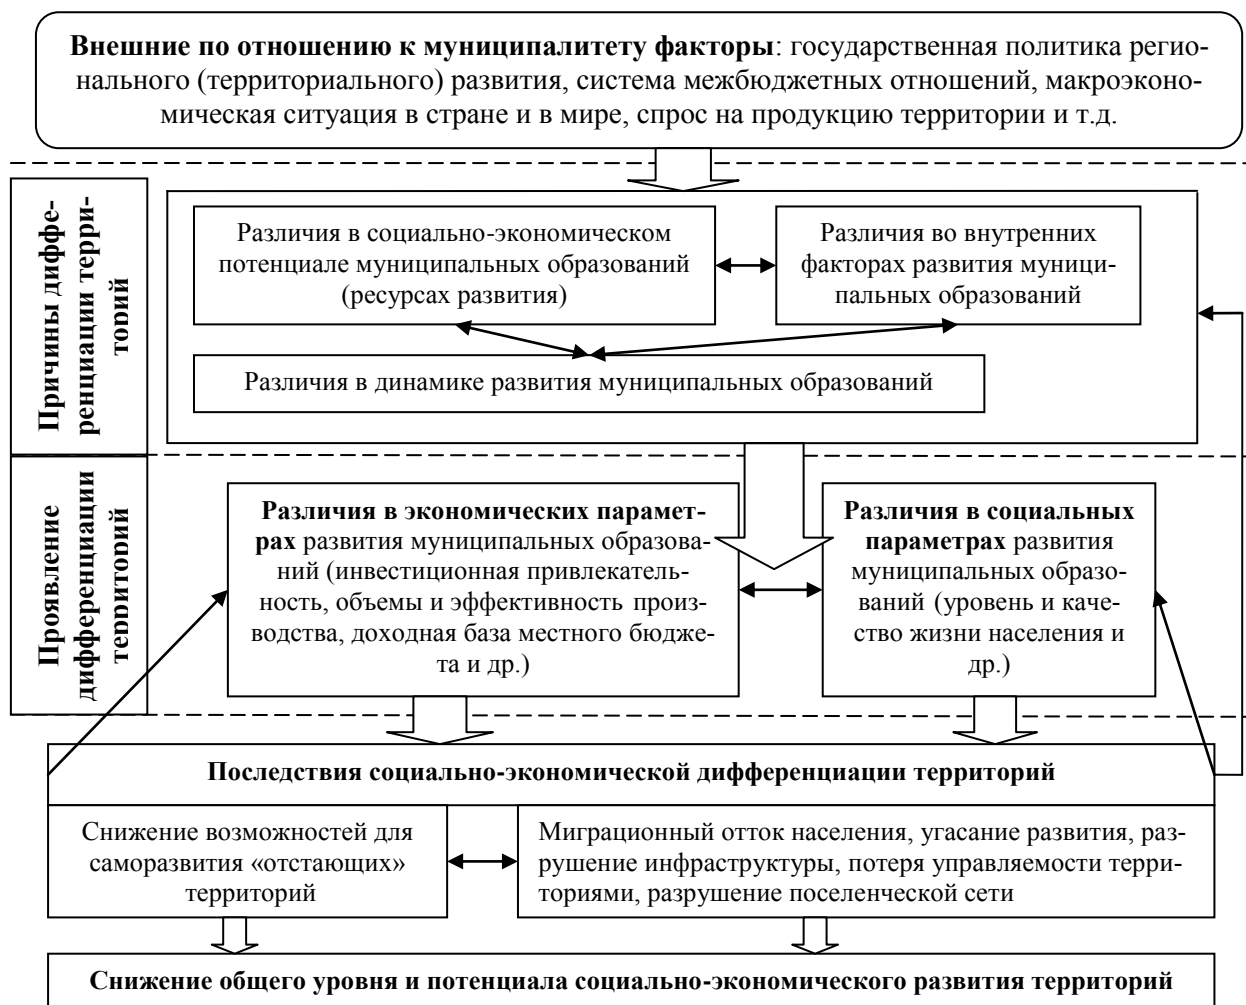 Внешние по отношению к муниципалитету факторы: государственная политика регио-
нального (территориального) развития, система межбюджетных отношений, макроэконо-
мическая ситуация в стране и в мире, спрос на продукцию территории и т.д.
Причины диффе-
ренциации терри-
торий
Различия в социально-экономическом
потенциале муниципальных образований
(ресурсах развития)
Различия во внутренних
факторах развития муници-
пальных образований
Различия в динамике развития муниципальных образований
Проявление
дифференциации
территорий
Различия в экономических парамет-
рах развития муниципальных образова-
ний (инвестиционная привлекатель-
ность, объемы и эффективность произ-
водства, доходная база местного бюдже-
та и др.)
Различия в социальных
параметрах развития
муниципальных образо-
ваний (уровень и каче-
ство жизни населения и
др.)
Последствия социально-экономической дифференциации территорий
Снижение возможностей для
саморазвития «отстающих»
территорий
Миграционный отток населения, угасание развития, раз-
рушение инфраструктуры, потеря управляемости терри-
ториями, разрушение поселенческой сети
Снижение общего уровня и потенциала социально-экономического развития территорий